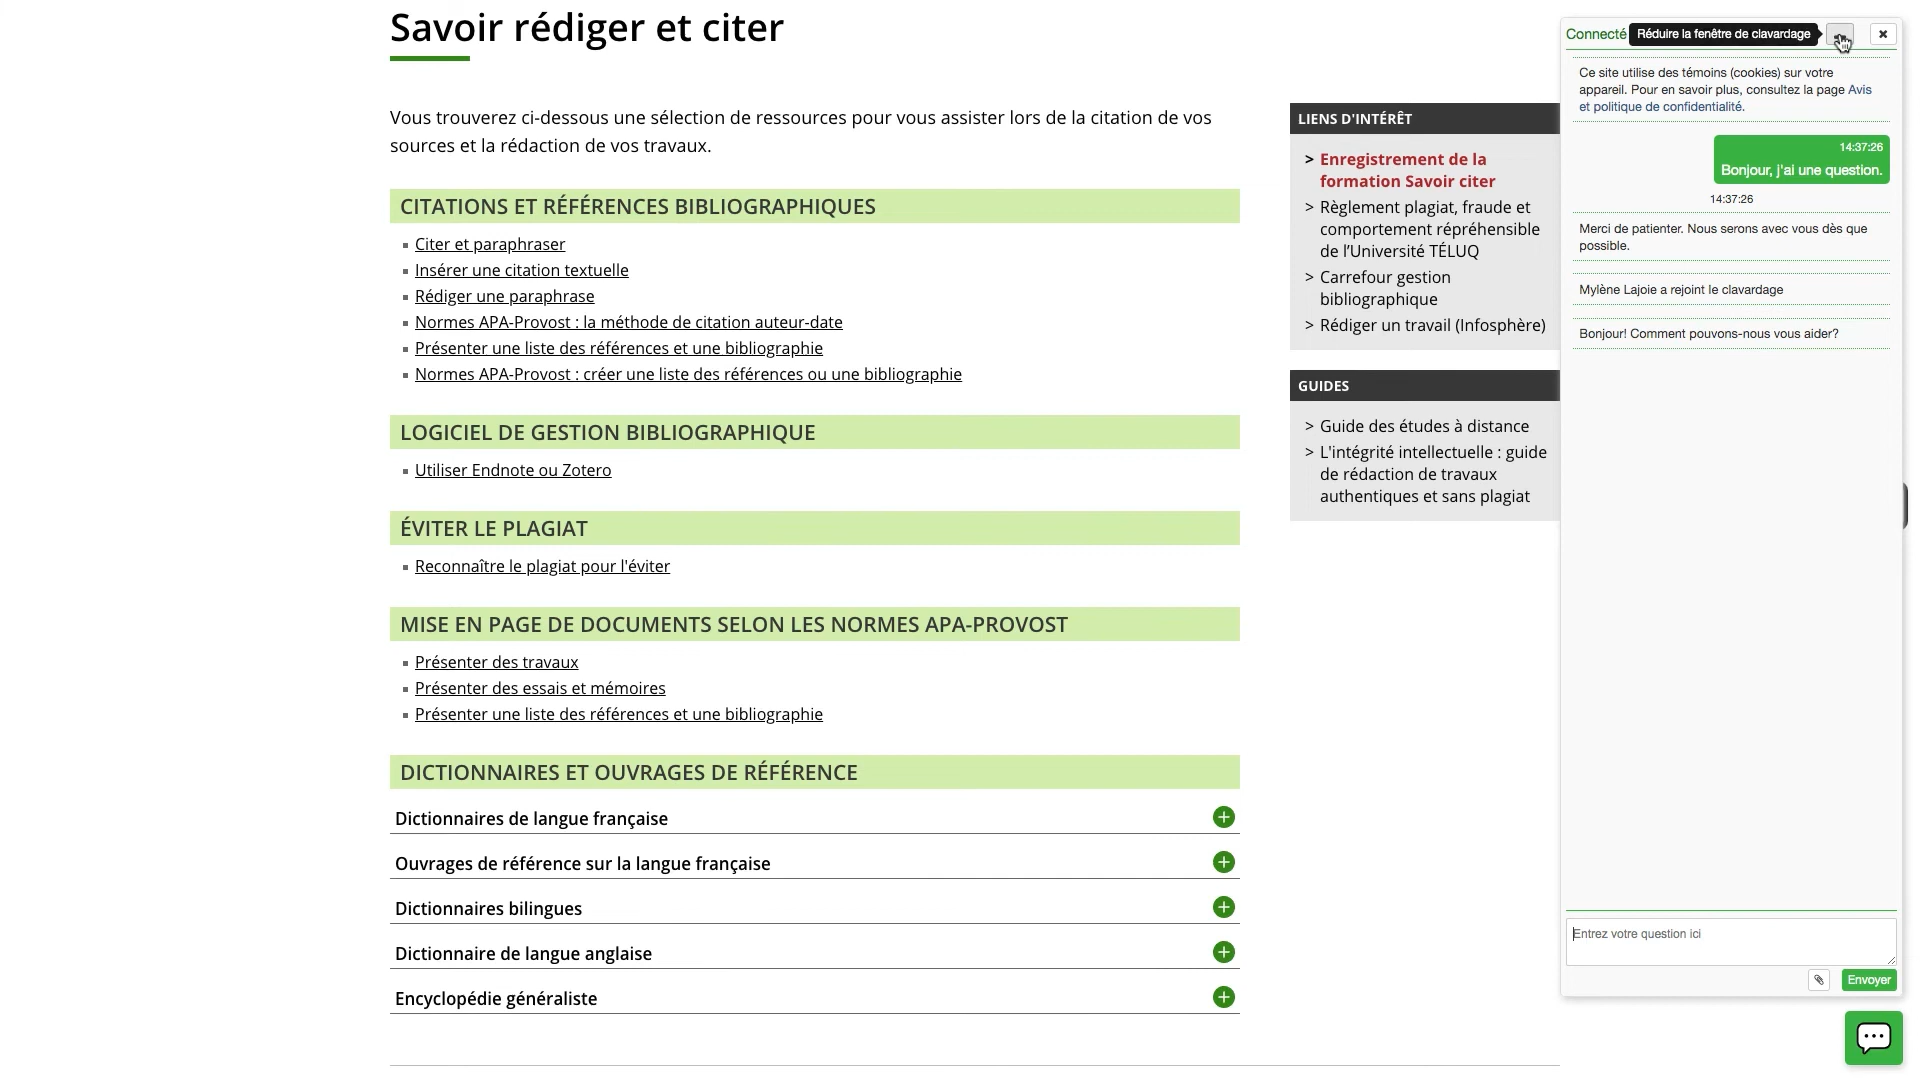 Savoir rédiger et citer
Vous trouverez ci-dessous une sélection de ressources pour vous assister lors de la citation de vos
sources et la rédaction de vos travaux.
CITATIONS ET RÉFÉRENCES BIBLIOGRAPHIQUES
Citer et paraphraser
Insérer une citation textuelle
Rédiger une paraphrase
Normes APA-Provost : la méthode de citation auteur-date
Présenter une liste des références et une bibliographie
Normes APA-Provost : créer une liste des références ou une bibliographie
LOGICIEL DE GESTION BIBLIOGRAPHIQUE
Utiliser Endnote ou Zotero
ÉVITER LE PLAGIAT
Reconnaître le plagiat pour l'éviter
MISE EN PAGE DE DOCUMENTS SELON LES NORMES APA-PROVOST
Présenter des travaux
Présenter des essais et mémoires
Présenter une liste des références et une bibliographie
DICTIONNAIRES ET OUVRAGES DE RÉFÉRENCE
Dictionnaires de langue française
Ouvrages de référence sur la langue française
Dictionnaires bilingues
Dictionnaire de langue anglaise
Encyclopédie généraliste
LIENS D'INTÉRÊT
> Enregistrement de la
formation Savoir citer
> Règlement plagiat, fraude et
comportement répréhensible
de l’Université TÉLUQ
> Carrefour gestion
bibliographique
> Rédiger un travail (Infosphère)
GUIDES
> Guide des études à distance
> L'intégrité intellectuelle : guide
de rédaction de travaux
authentiques et sans plagiat
Connecté
Réduire la fenêtre de clavardage
Ce site utilise des témoins (cookies) sur votre
appareil. Pour en savoir plus, consultez la page Avis
et politique de confidentialité.
14:37:26
Bonjour, j'ai une question.
14:37:26
Merci de patienter. Nous serons avec vous dès que
possible.
Mylène Lajoie a rejoint le clavardage
Bonjour! Comment pouvons-nous vous aider?
Entrez votre question ici
Envoyer